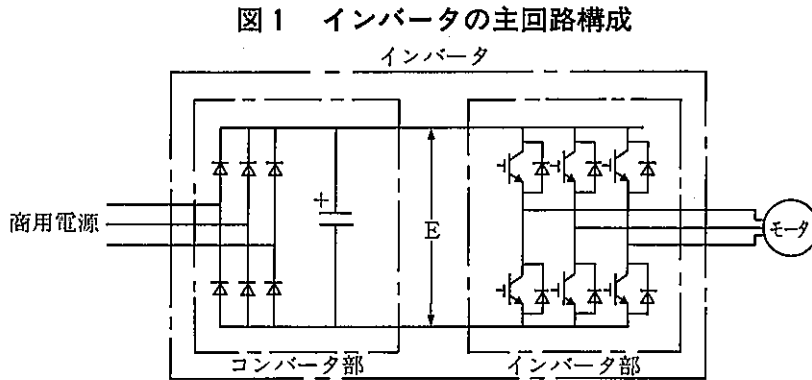 図1 インバータの主回路構成
インバータ
商用電源
+
E
モータ
コンバータ部
インバータ部